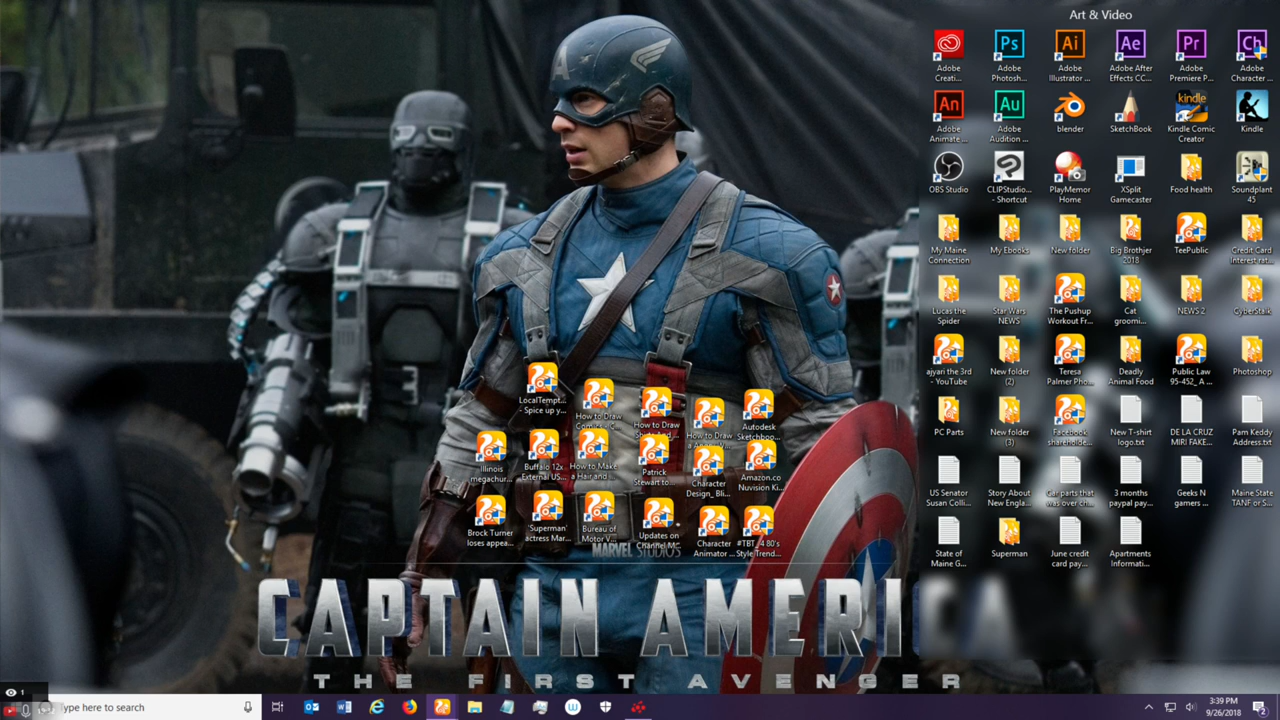 Art & Video
Adobe
Creati...
Adobe
Photosh...
Adobe
Illustrator ...
Adobe After
Effects CC...
Adobe
Premiere P...
Adobe
Character ...
Adobe
Animate ...
Adobe
Audition ...
blender
SketchBook
Kindle Comic
Creator
Kindle
OBS Studio
CLIPStudio...
- Shortcut
PlayMemor
Home
XSplit
Gamecaster
Food health
Soundplant
45
My Maine
Connection
My Ebooks
New folder
Big Brothjer
2018
TeePublic
Credit Card
Interest rat...
Lucas the
Spider
Star Wars
NEWS
The Pushup
Workout Fr...
Cat
groomi...
NEWS 2
CyberStalk
ajyari the 3rd
- YouTube
New folder
(2)
Teresa
Palmer Pho...
Deadly
Animal Food
Public Law
95-452_ A ...
Photoshop
PC Parts
New folder
(3)
Facebook
shareholde...
New T-shirt
logo.txt
DE LA CRUZ
MIRI FAKE...
Pam Keddy
Address.txt
US Senator
Susan Colli...
Story About
New Engla...
Car parts that
was over ch...
3 months
paypal pay...
Geeks N
gamers ...
Maine State
TANF or S...
State of
Maine G...
Superman
June credit
card pay...
Apartments
Informati...
LocalTempt...
- Spice up y...
How to Draw
How to Draw
How to Draw
Autodesk
Sketchboo...
Illinois
megachur...
Buffalo 12x
External US...
How to Make
a Hair and ...
Patrick
Stewart to...
Character
Design_ Bli...
Amazon.co
Nuvision Ki...
Brock Turner
loses appea...
'Superman'
actress Mar...
Bureau of
Motor V...
Updates on
Channel MC
Character
Animator ...
#TBT_4 80's
Style Trend...
MARVEL STUDIOS
CAPTAIN AMERICA
THE FIRST AVENGER
1
Type here to search
3:39 PM
9/26/2018
2